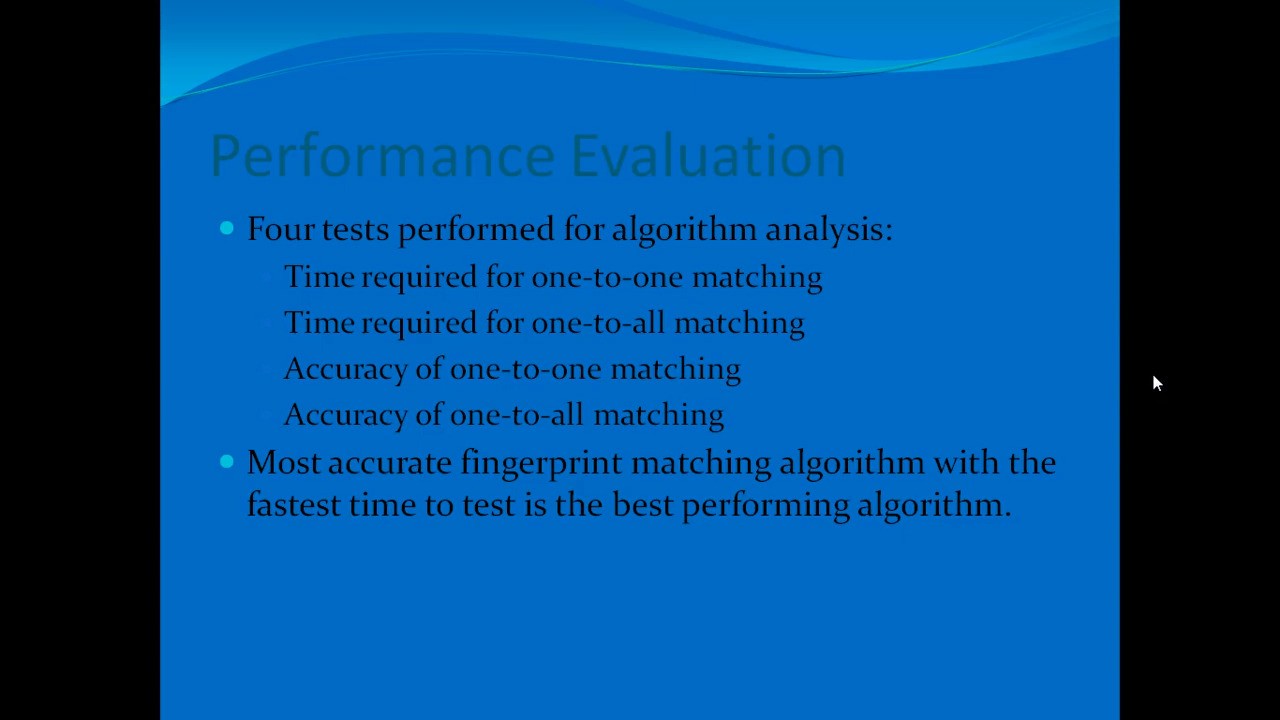 Performance Evaluation
Four tests performed for algorithm analysis:
Time required for one-to-one matching
Time required for one-to-all matching
Accuracy of one-to-one matching
Accuracy of one-to-all matching
Most accurate fingerprint matching algorithm with the
fastest time to test is the best performing algorithm.